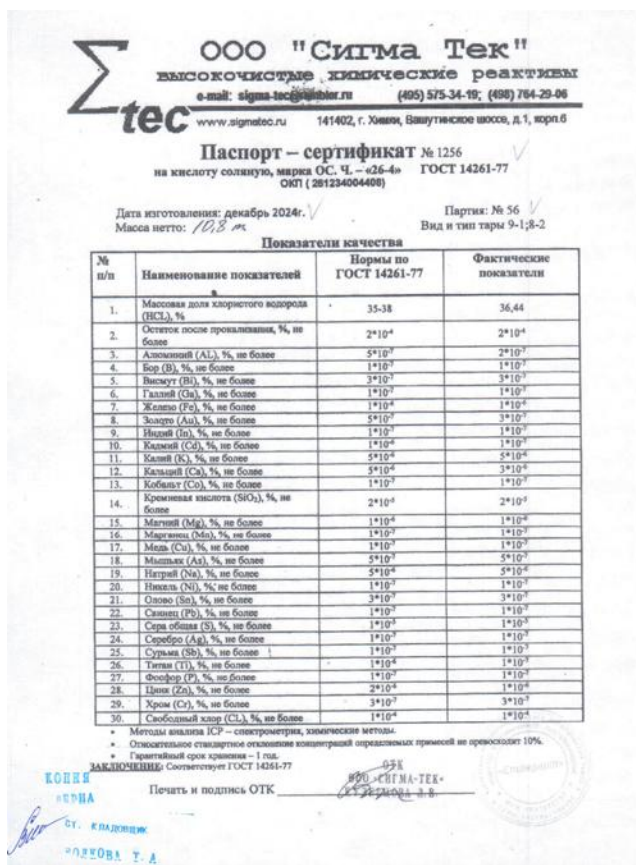 ООО "Сигма Тек"
высокочистые химические реактивы
e-mail: sigma-tec@rambler.ru (495) 575-34-19; (498) 764-29-06
tec www.sigmatec.ru 141402, г. Химки, Вашутинское шоссе, д.1, корп.6
Паспорт – сертификат № 1256
на кислоту соляную, марка ОС. Ч. – «26-4» ГОСТ 14261-77
ОКП ( 261234004408)
Дата изготовления: декабрь 2024г. Партия: № 56
Масса нетто: 10,8 т Вид и тип тары 9-1;8-2
Показатели качества
№ п/п Наименование показателей Нормы по ГОСТ 14261-77 Фактические показатели
1. Массовая доля хлористого водорода (HCL), % 35-38 36,44
2. Остаток после прокаливания, %, не более 2*10-4 2*10-4
3. Алюминий (AL), %, не более 5*10-7 2*10-7
4. Бор (B), %, не более 1*10-7 1*10-7
5. Висмут (Bi), %, не более 3*10-7 3*10-7
6. Галлий (Ga), %, не более 1*10-7 1*10-7
7. Железо (Fe), %, не более 1*10-6 1*10-6
8. Золото (Au), %, не более 5*10-7 3*10-7
9. Индий (In), %, не более 1*10-7 1*10-7
10. Кадмий (Cd), %, не более 1*10-6 1*10-7
11. Калий (K), %, не более 5*10-6 5*10-6
12. Кальций (Ca), %, не более 5*10-6 3*10-6
13. Кобальт (Co), %, не более 1*10-7 1*10-7
14. Кремневая кислота (SiO₂), %, не более 2*10-5 2*10-5
15. Магний (Mg), %, не более 1*10-6 1*10-6
16. Марганец (Mn), %, не более 1*10-7 1*10-7
17. Медь (Cu), %, не более 1*10-7 1*10-7
18. Мышьяк (As), %, не более 5*10-7 5*10-7
19. Натрий (Na), %, не более 5*10-6 5*10-6
20. Никель (Ni), %, не более 1*10-7 1*10-7
21. Олово (Sn), %, не более 3*10-7 3*10-7
22. Свинец (Pb), %, не более 1*10-7 1*10-7
23. Сера общая (S), %, не более 1*10-5 1*10-5
24. Серебро (Ag), %, не более 1*10-7 1*10-7
25. Сурьма (Sb), %, не более 1*10-7 1*10-7
26. Титан (Ti), %, не более 1*10-6 1*10-7
27. Фосфор (P), %, не более 1*10-7 1*10-7
28. Цинк (Zn), %, не более 2*10-6 1*10-6
29. Хром (Cr), %, не более 3*10-7 3*10-7
30. Свободный хлор (CL), %, не более 1*10-4 1*10-4
• Методы анализа ICP – спектрометрия, химические методы.
• Относительное стандартное отклонение концентраций определяемых примесей не превосходит 10%.
• Гарантийный срок хранения – 1 год.
ЗАКЛЮЧЕНИЕ: Соответствует ГОСТ 14261-77
ОТК
ООО «СИГМА-ТЕК»
Печать и подпись ОТК
КОПИЯ
ВЕРНА
СТ. КЛАДОВЩИК